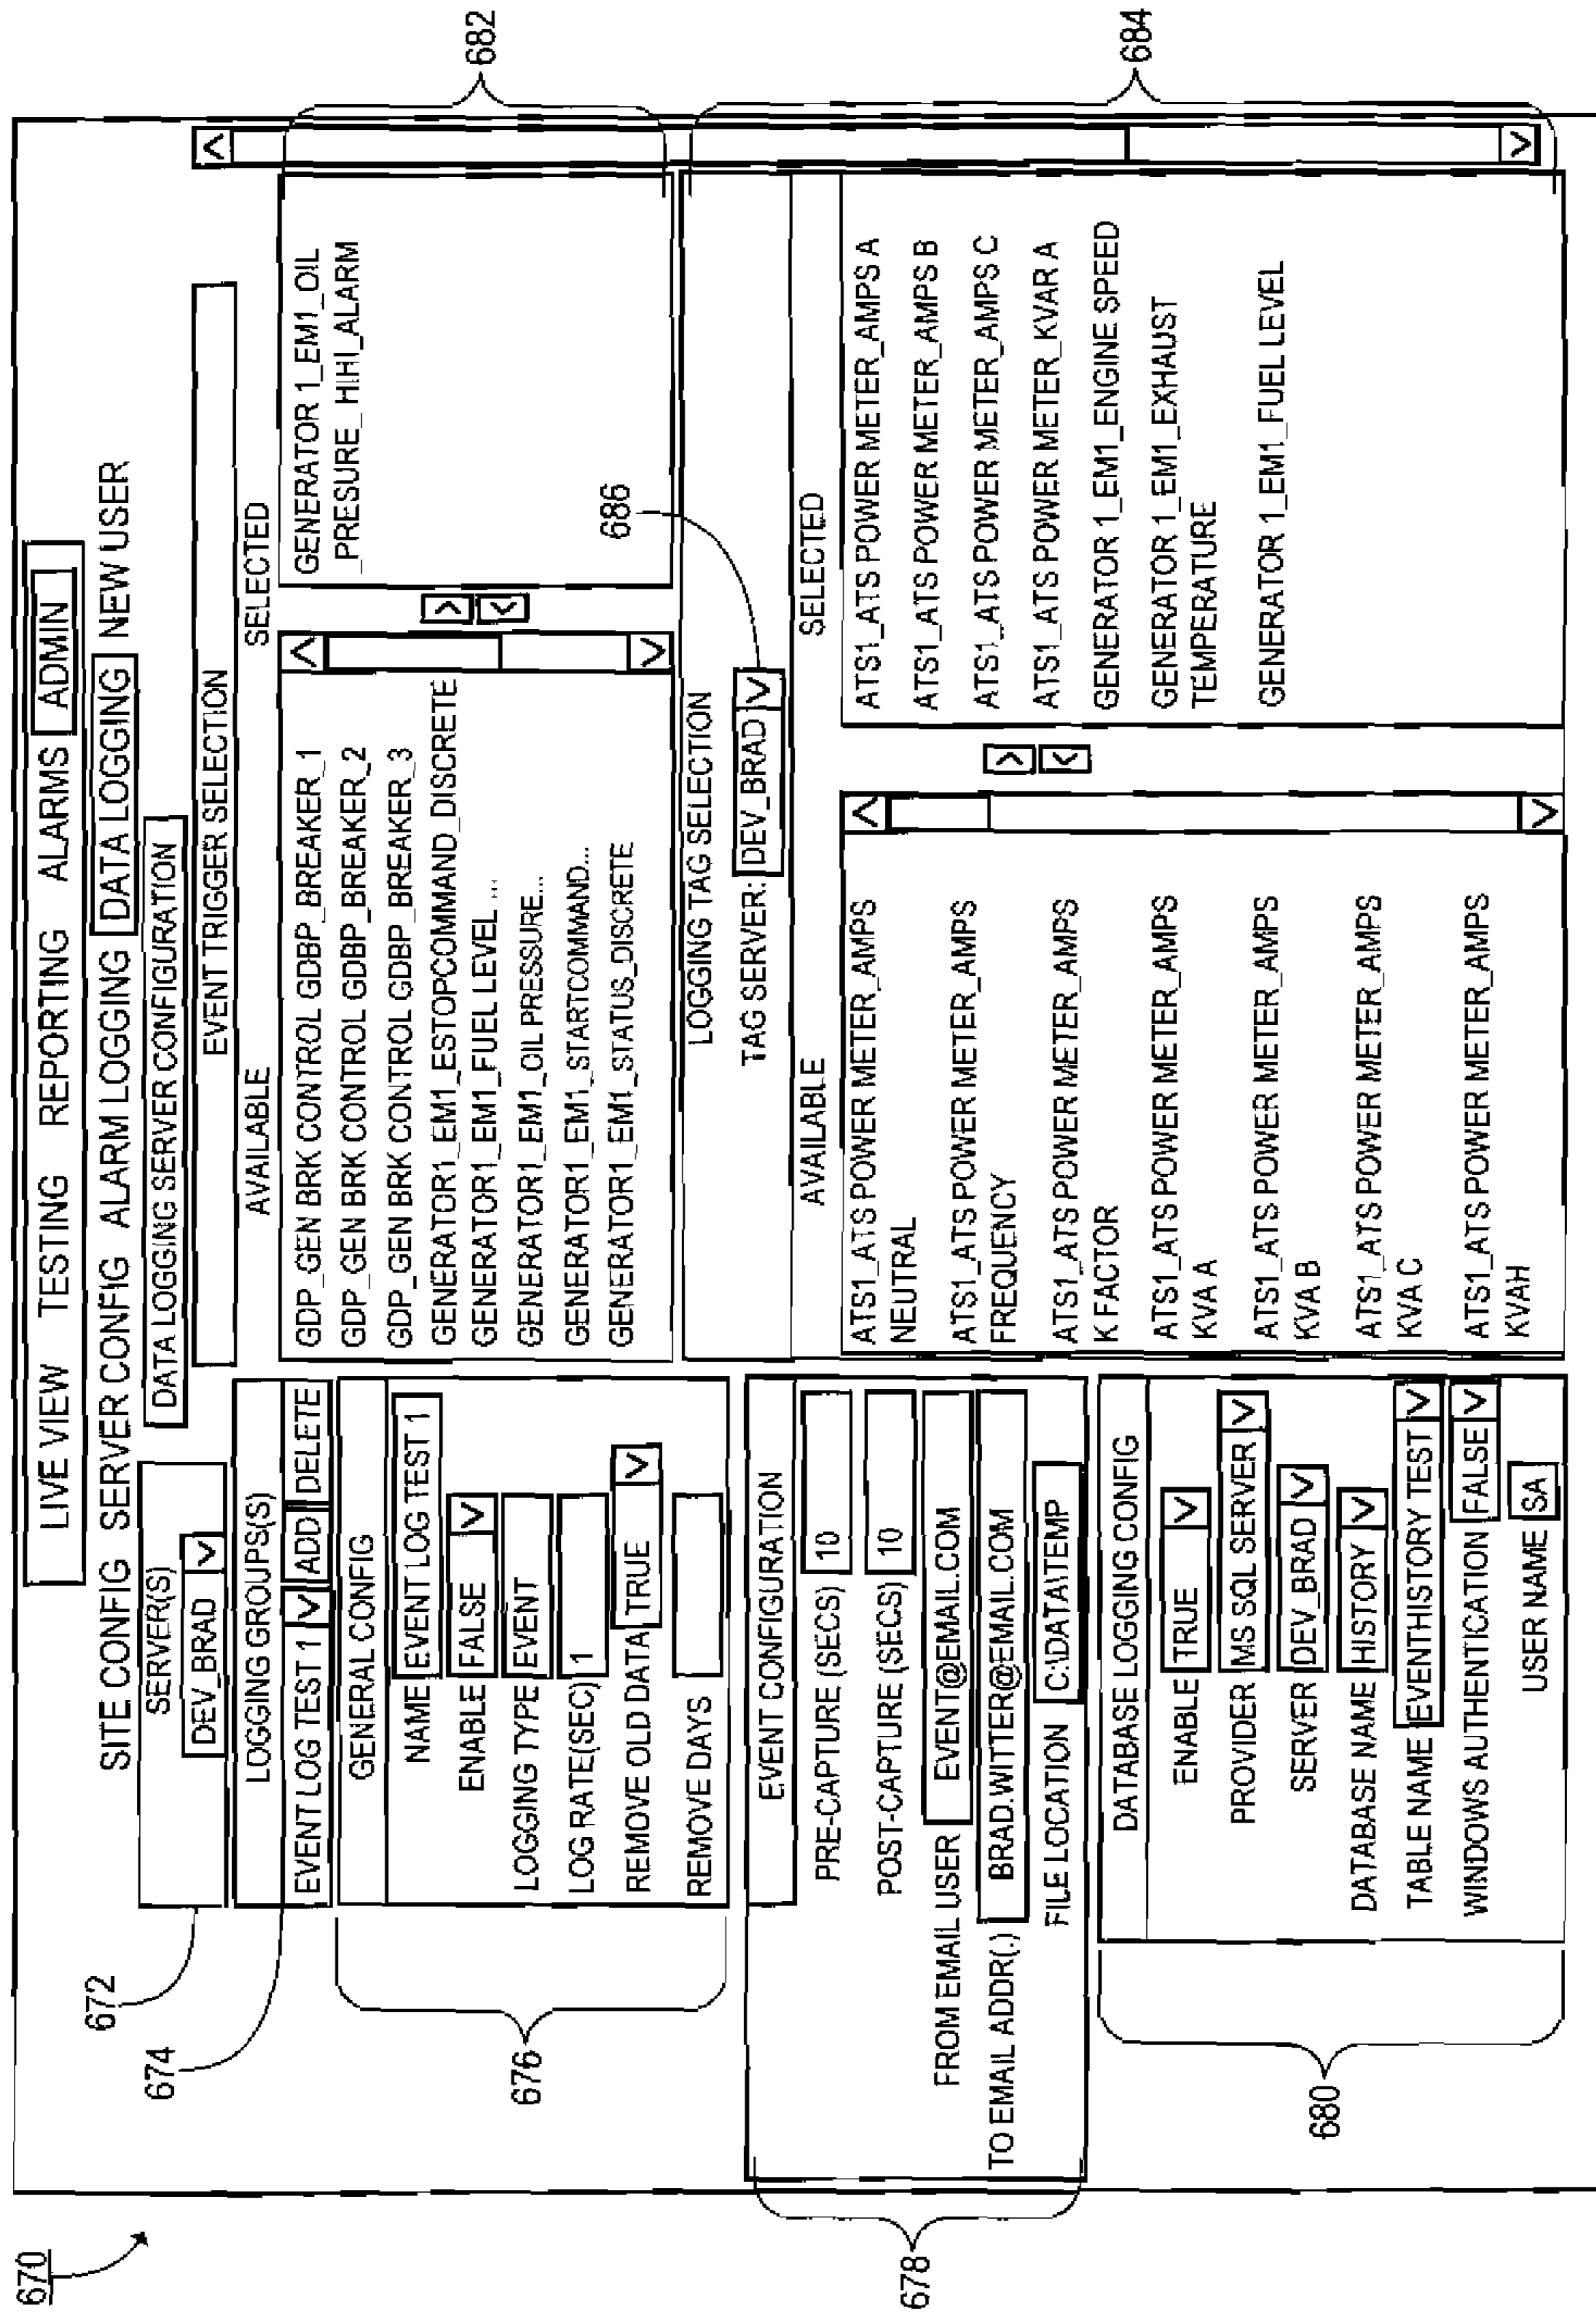 670
LIVE VIEW TESTING REPORTING ALARMS ADMIN
SITE CONFIG SERVER CONFIG ALARM LOGGING DATA LOGGING NEW USER
672
SERVER(S)
DEV_BRAD V
DATA LOGGING SERVER CONFIGURATION
674
LOGGING GROUPS(S)
EVENT LOG TEST 1 V ADD DELETE
676
GENERAL CONFIG
NAME EVENT LOG TEST 1
ENABLE FALSE V
LOGGING TYPE EVENT
LOG RATE(SEC) 1
REMOVE OLD DATA TRUE V
REMOVE DAYS
678
EVENT CONFIGURATION
PRE-CAPTURE (SECS) 10
POST-CAPTURE (SECS) 10
FROM EMAIL USER EVENT@EMAIL.COM
TO EMAIL ADDR(.) BRAD.WITTER@EMAIL.COM
FILE LOCATION C:\DATA\TEMP
680
DATABASE LOGGING CONFIG
ENABLE TRUE V
PROVIDER MS SQL SERVER V
SERVER DEV_BRAD V
DATABASE NAME HISTORY V
TABLE NAME EVENTHISTORY TEST V
WINDOWS AUTHENTICATION FALSE V
USER NAME SA
EVENT TRIGGER SELECTION
AVAILABLE
GDP_GEN BRK CONTROL GDBP_BREAKER_1
GDP_GEN BRK CONTROL GDBP_BREAKER_2
GDP_GEN BRK CONTROL GDBP_BREAKER_3
GENERATOR1_EM1_ESTOPCOMMAND_DISCRETE
GENERATOR1_EM1_FUEL LEVEL ...
GENERATOR1_EM1_OIL PRESSURE...
GENERATOR1_EM1_STARTCOMMAND...
GENERATOR1_EM1_STATUS_DISCRETE
SELECTED
GENERATOR 1_EM1_OIL
_PRESURE_HIHI_ALARM
682
LOGGING TAG SELECTION
TAG SERVER: DEV_BRAD V
686
AVAILABLE
ATS1_ATS POWER METER_AMPS
NEUTRAL
ATS1_ATS POWER METER_AMPS
FREQUENCY
ATS1_ATS POWER METER_AMPS
K FACTOR
ATS1_ATS POWER METER_AMPS
KVA A
ATS1_ATS POWER METER_AMPS
KVA B
ATS1_ATS POWER METER_AMPS
KVA C
ATS1_ATS POWER METER_AMPS
KVAH
SELECTED
ATS1_ATS POWER METER_AMPS A
ATS1_ATS POWER METER_AMPS B
ATS1_ATS POWER METER_AMPS C
ATS1_ATS POWER METER_KVAR A
GENERATOR 1_EM1_ENGINE SPEED
GENERATOR 1_EM1_EXHAUST
TEMPERATURE
GENERATOR 1_EM1_FUEL LEVEL
684